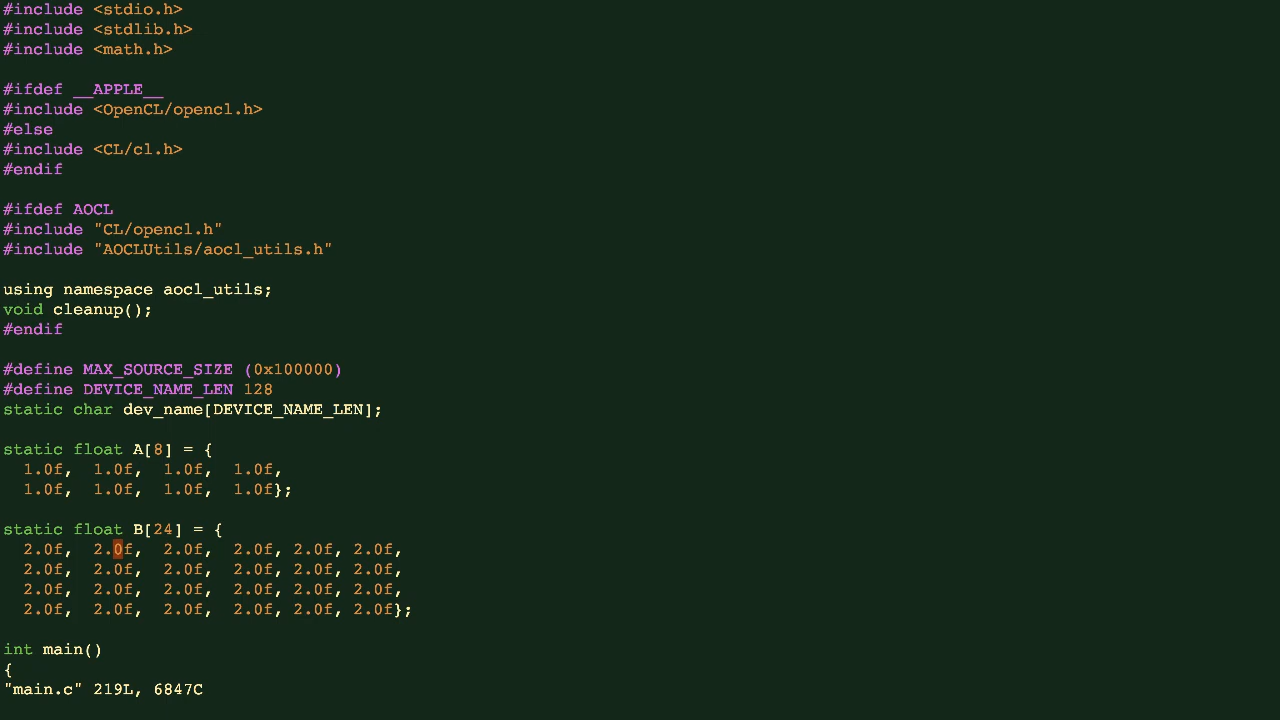 #include <stdio.h>
#include <stdlib.h>
#include <math.h>
#ifdef __APPLE__
#include <OpenCL/opencl.h>
#else
#include <CL/cl.h>
#endif
#ifdef AOCL
#include "CL/opencl.h"
#include "AOCLUtils/aocl_utils.h"
using namespace aocl_utils;
void cleanup();
#endif
#define MAX_SOURCE_SIZE (0x100000)
#define DEVICE_NAME_LEN 128
static char dev_name[DEVICE_NAME_LEN];
static float A[8] = {
  1.0f,  1.0f,  1.0f,  1.0f,
  1.0f,  1.0f,  1.0f,  1.0f};
static float B[24] = {
  2.0f,  2.0f,  2.0f,  2.0f, 2.0f, 2.0f,
  2.0f,  2.0f,  2.0f,  2.0f, 2.0f, 2.0f,
  2.0f,  2.0f,  2.0f,  2.0f, 2.0f, 2.0f,
  2.0f,  2.0f,  2.0f,  2.0f, 2.0f, 2.0f};
int main()
{
"main.c" 219L, 6847C